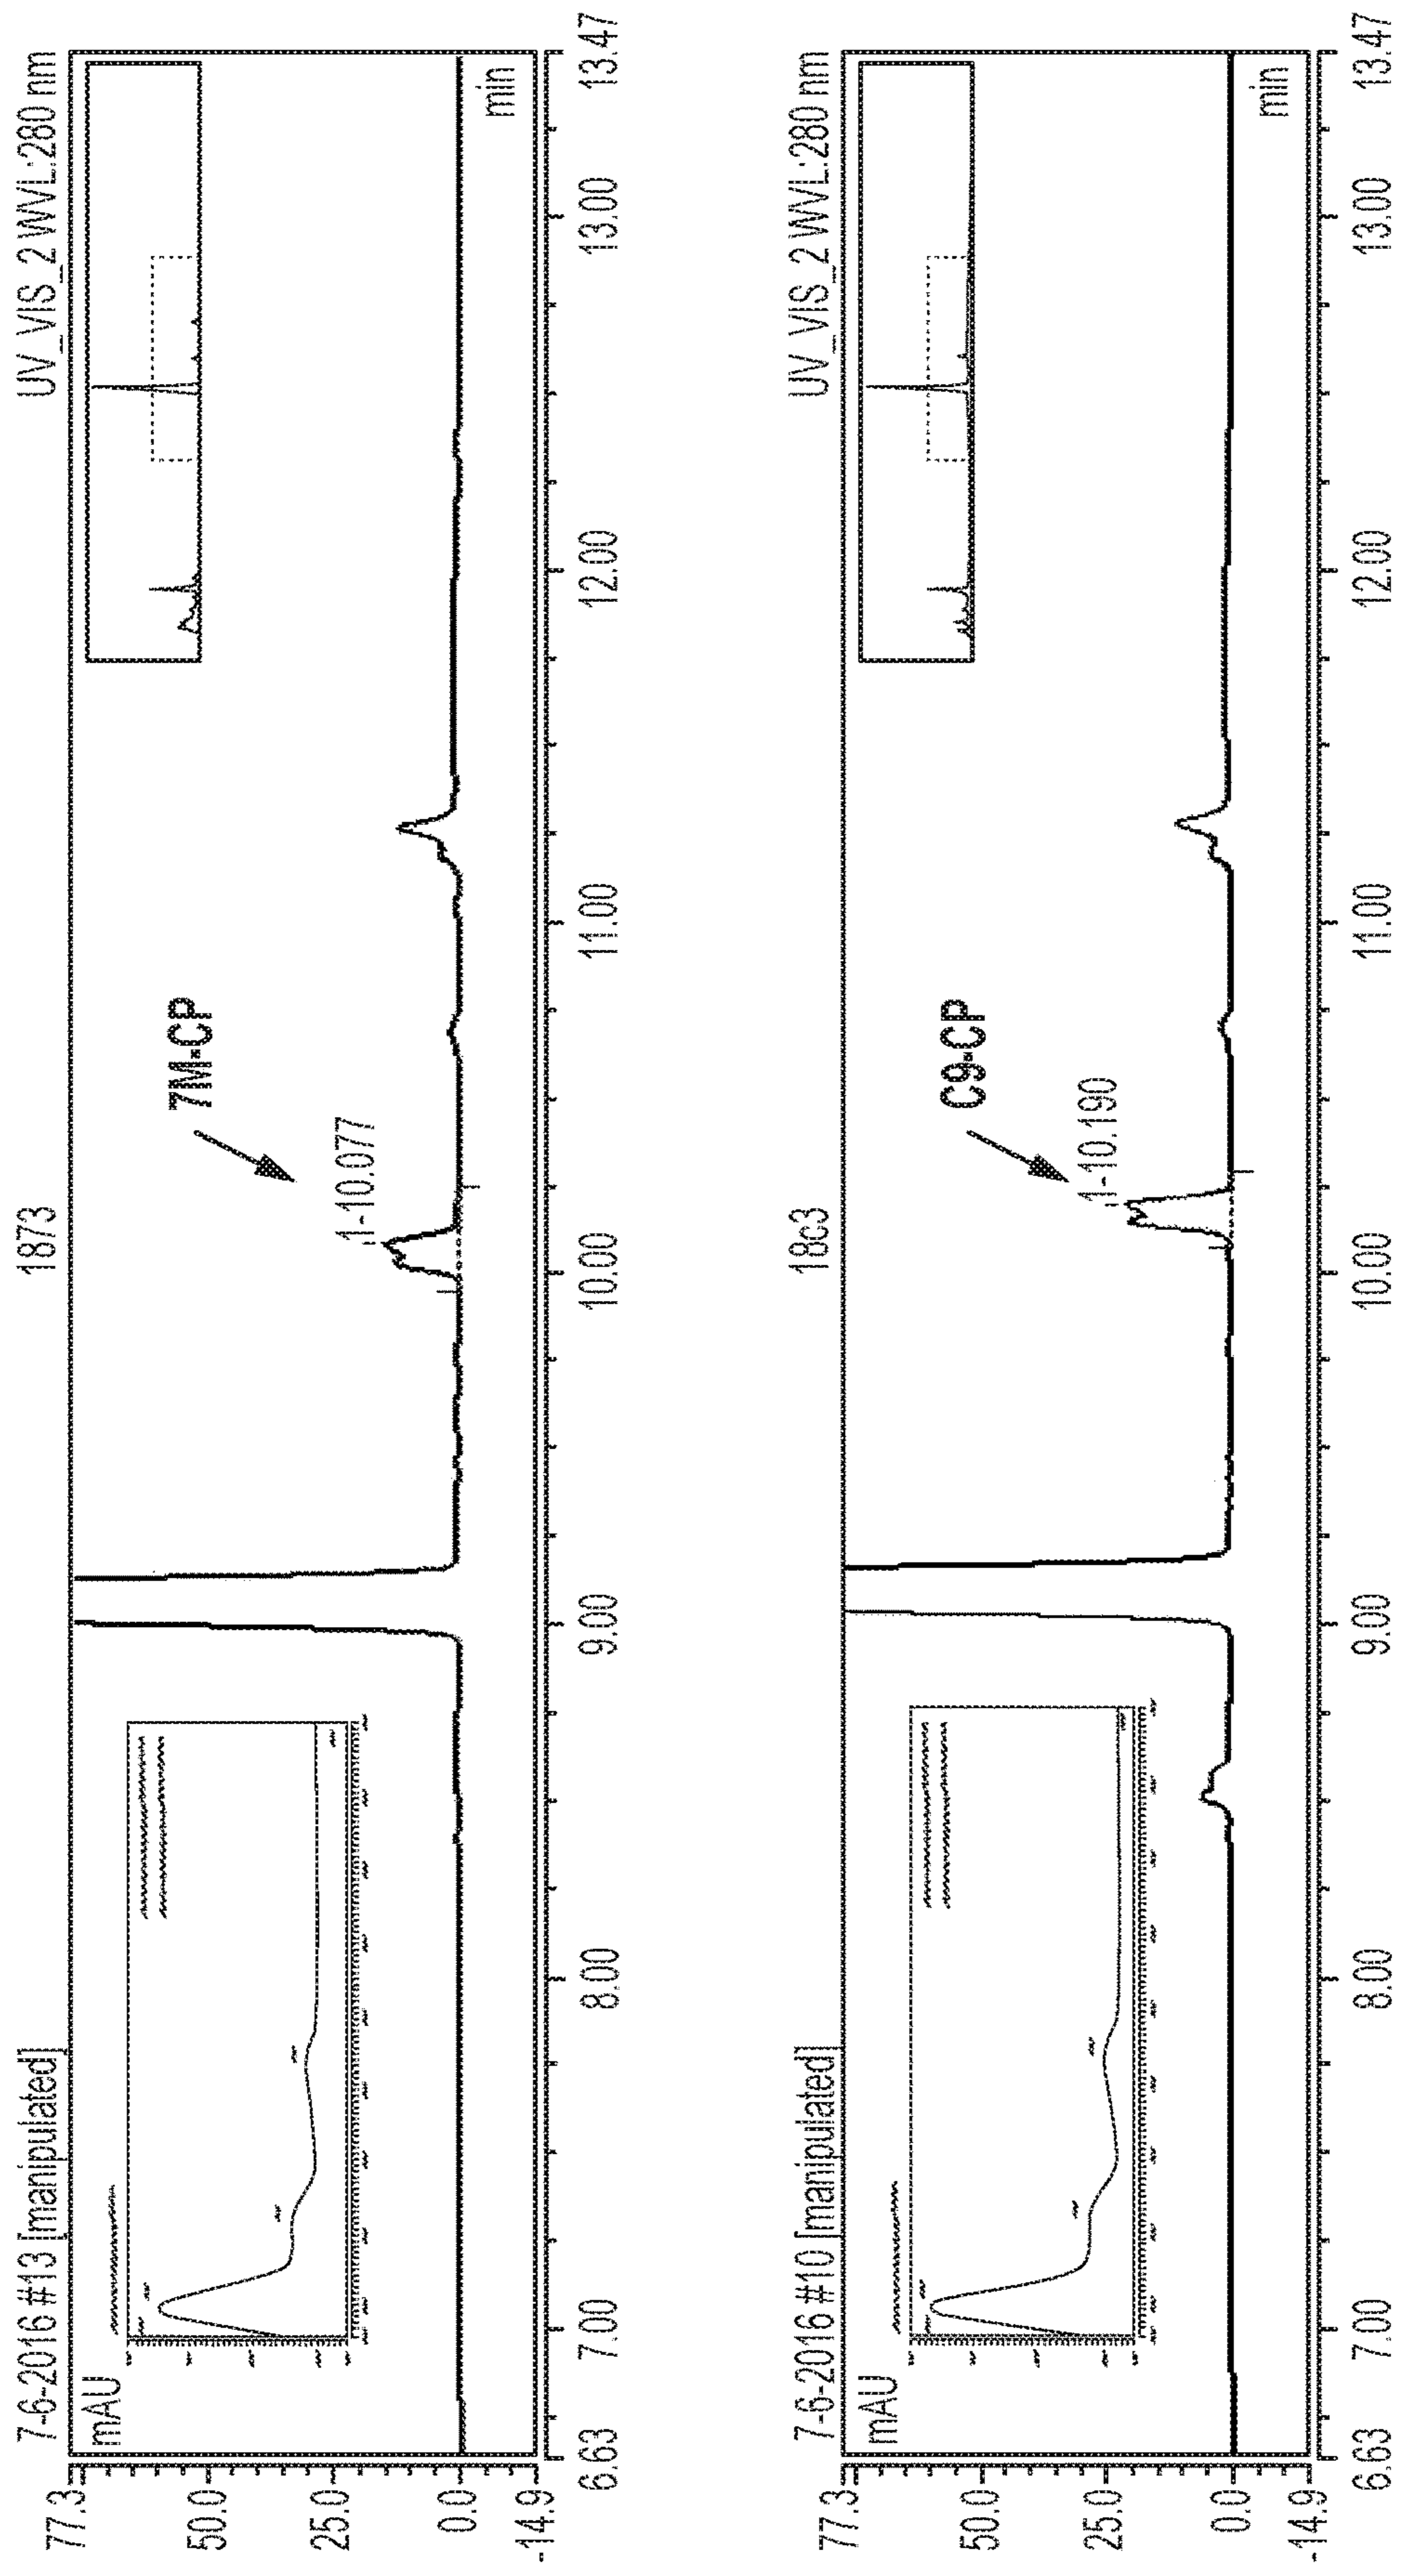 7-6-2016 #13 [manipulated]
1873
UV_VIS_2 WVL:280 nm
mAU
77.3
50.0
25.0
0.0
-14.9
1-10.077
7M-CP
min
6.63 7.00 8.00 9.00 10.00 11.00 12.00 13.00 13.47
7-6-2016 #10 [manipulated]
18c3
UV_VIS_2 WVL:280 nm
mAU
77.3
50.0
25.0
0.0
-14.9
1-10.190
C9-CP
min
6.63 7.00 8.00 9.00 10.00 11.00 12.00 13.00 13.47